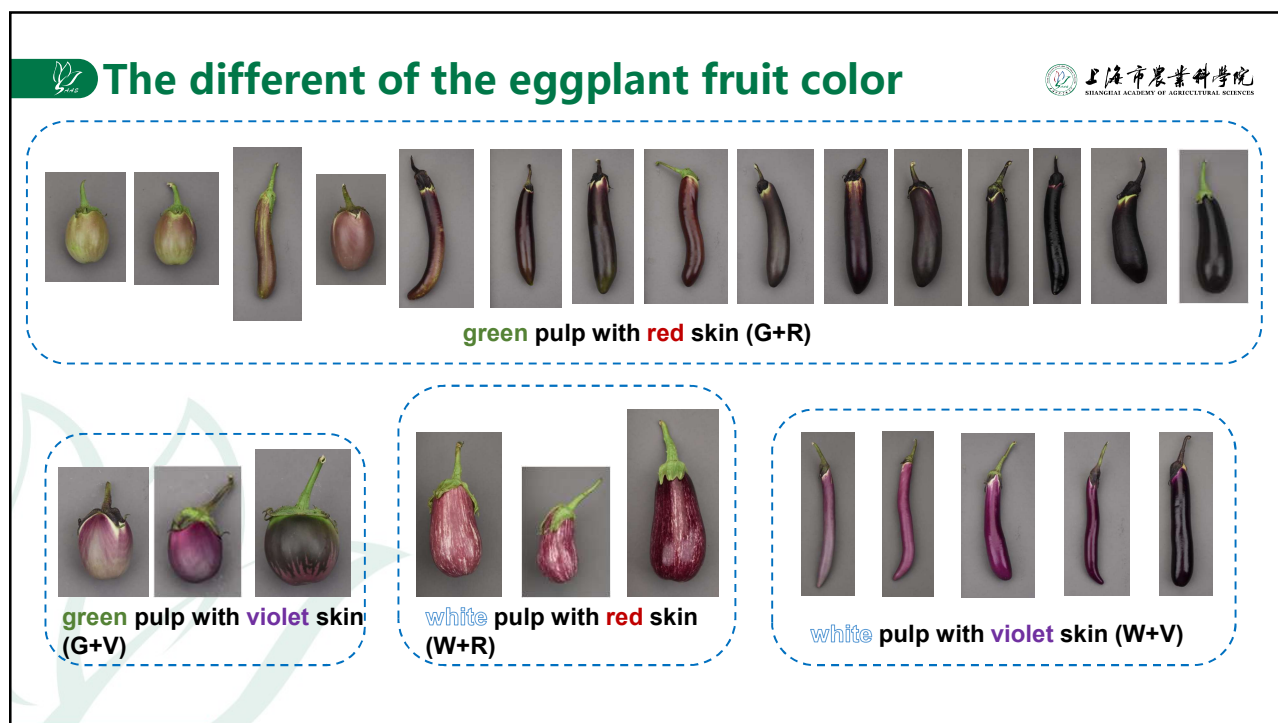 The different of the eggplant fruit color
上海市农业科学院
SHANGHAI ACADEMY OF AGRICULTURAL SCIENCES
green pulp with red skin (G+R)
green pulp with violet skin
(G+V)
white pulp with red skin
(W+R)
white pulp with violet skin (W+V)